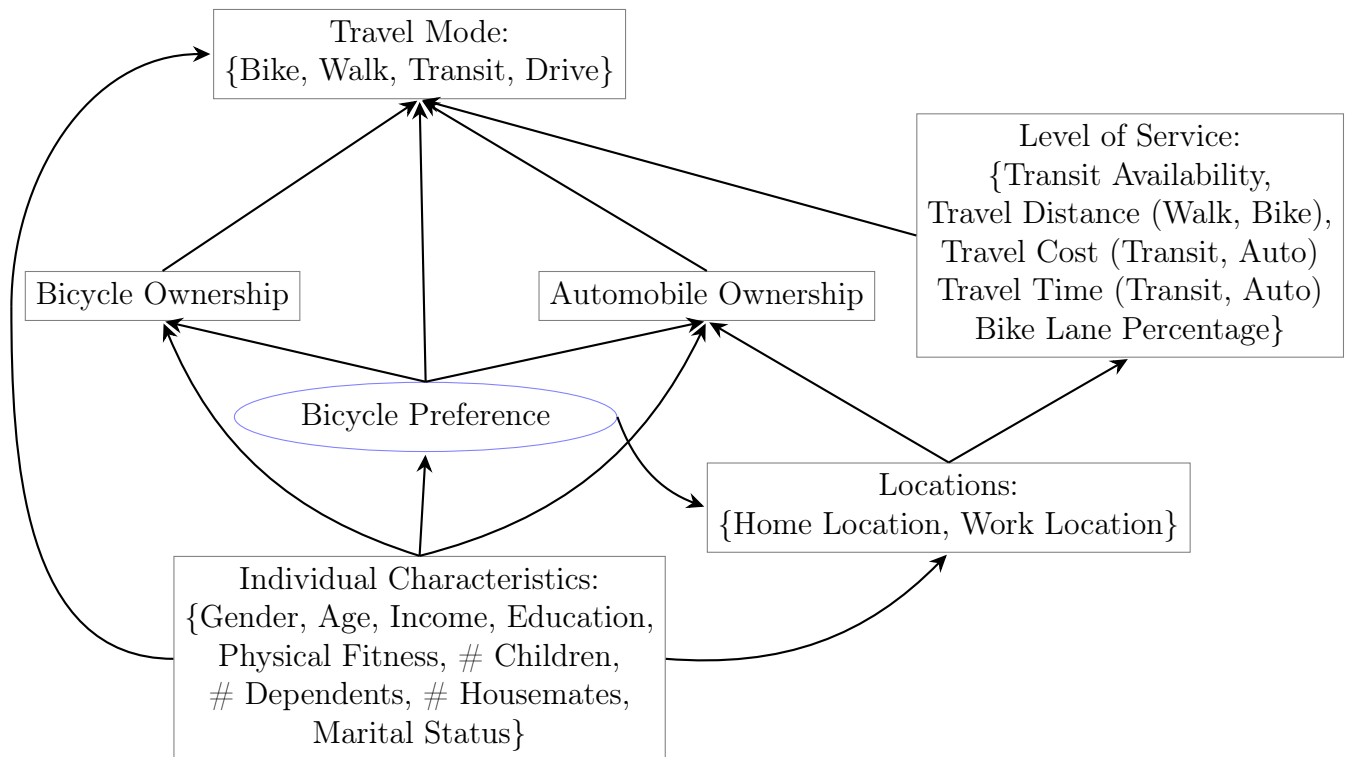 Travel Mode:
{Bike, Walk, Transit, Drive}
Level of Service:
{Transit Availability,
Travel Distance (Walk, Bike),
Travel Cost (Transit, Auto)
Travel Time (Transit, Auto)
Bike Lane Percentage}
Bicycle Ownership
Automobile Ownership
Bicycle Preference
Locations:
{Home Location, Work Location}
Individual Characteristics:
{Gender, Age, Income, Education,
Physical Fitness, # Children,
# Dependents, # Housemates,
Marital Status}